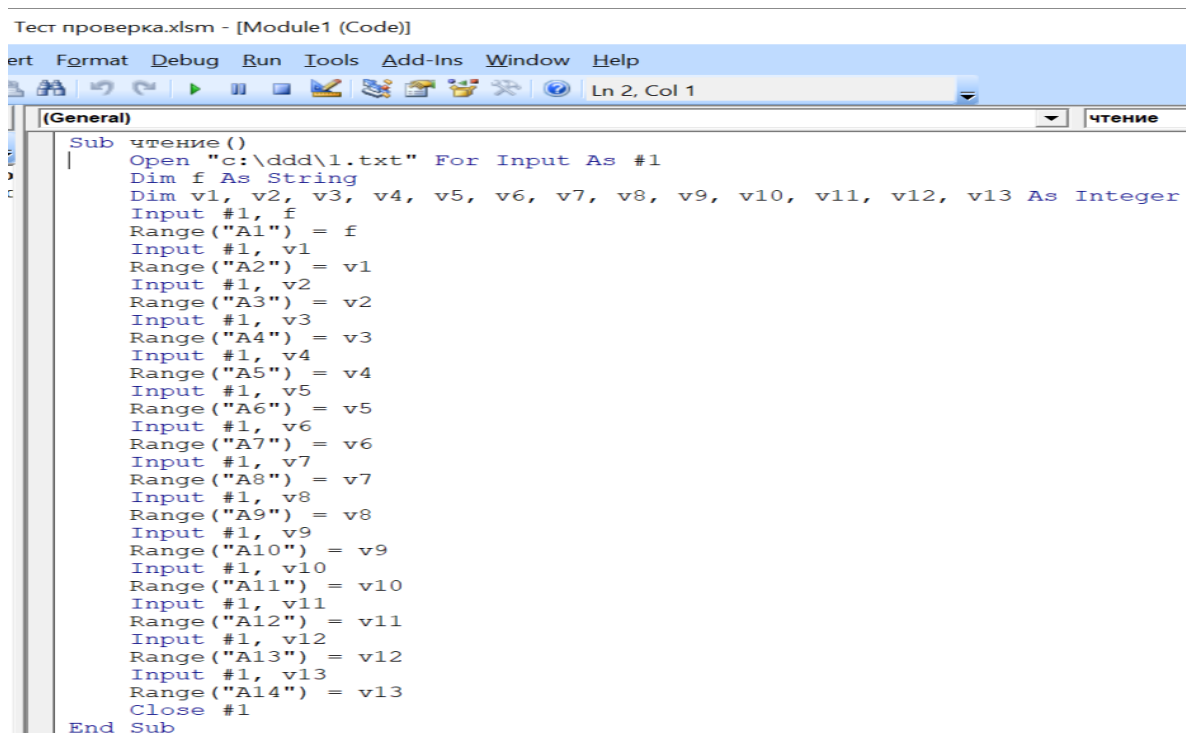 Тест проверка.xlsm - [Module1 (Code)]
ert Format Debug Run Tools Add-Ins Window Help
Ln 2, Col 1
(General) чтение
Sub чтение()
Open "c:\ddd\1.txt" For Input As #1
Dim f As String
Dim v1, v2, v3, v4, v5, v6, v7, v8, v9, v10, v11, v12, v13 As Integer
Input #1, f
Range("A1") = f
Input #1, v1
Range("A2") = v1
Input #1, v2
Range("A3") = v2
Input #1, v3
Range("A4") = v3
Input #1, v4
Range("A5") = v4
Input #1, v5
Range("A6") = v5
Input #1, v6
Range("A7") = v6
Input #1, v7
Range("A8") = v7
Input #1, v8
Range("A9") = v8
Input #1, v9
Range("A10") = v9
Input #1, v10
Range("A11") = v10
Input #1, v11
Range("A12") = v11
Input #1, v12
Range("A13") = v12
Input #1, v13
Range("A14") = v13
Close #1
End Sub